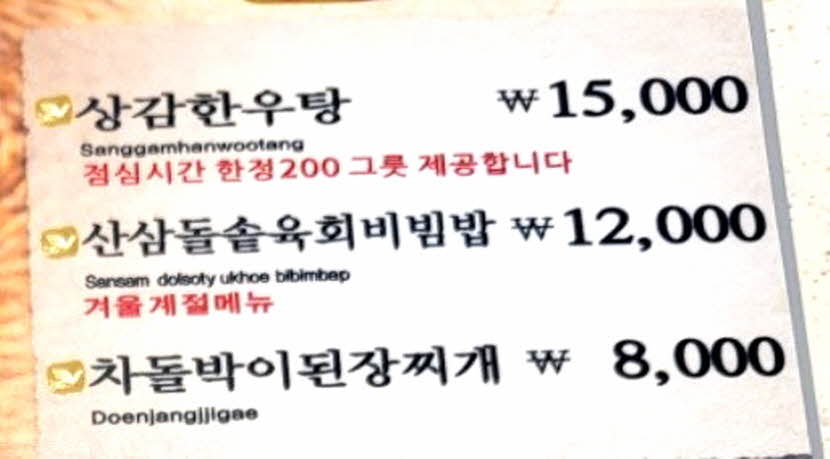 상감한우탕 ₩15,000
Sanggamhanwootang
점심시간 한정200 그릇 제공합니다
산삼돌솥육회비빔밥 ₩12,000
Sansam dolsoty ukhoe bibimbap
겨울계절메뉴
차돌박이된장찌개 ₩ 8,000
Doenjangjjigae